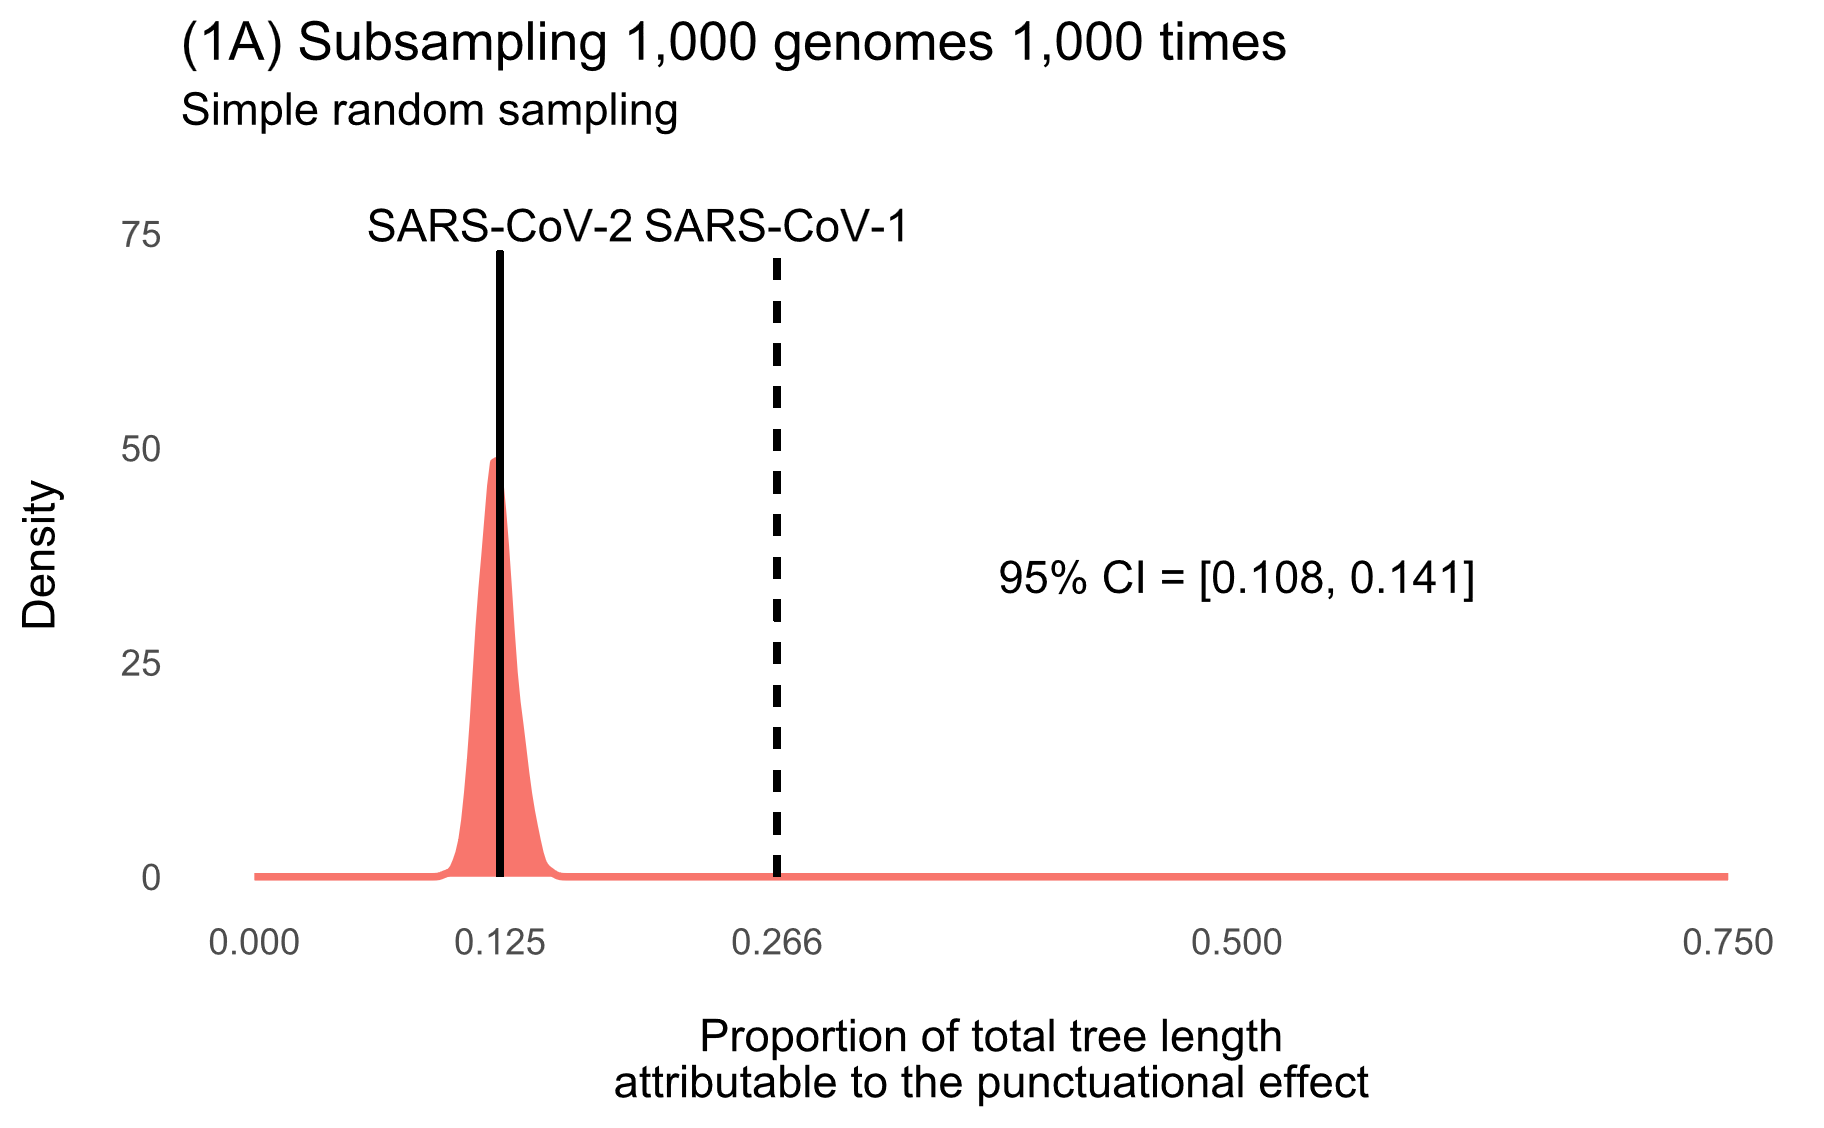 (1A) Subsampling 1,000 genomes 1,000 times
Simple random sampling
SARS-CoV-2 SARS-CoV-1
75
50
25
0
Density
95% CI = [0.108, 0.141]
0.000 0.125 0.266 0.500 0.750
Proportion of total tree length
attributable to the punctuational effect